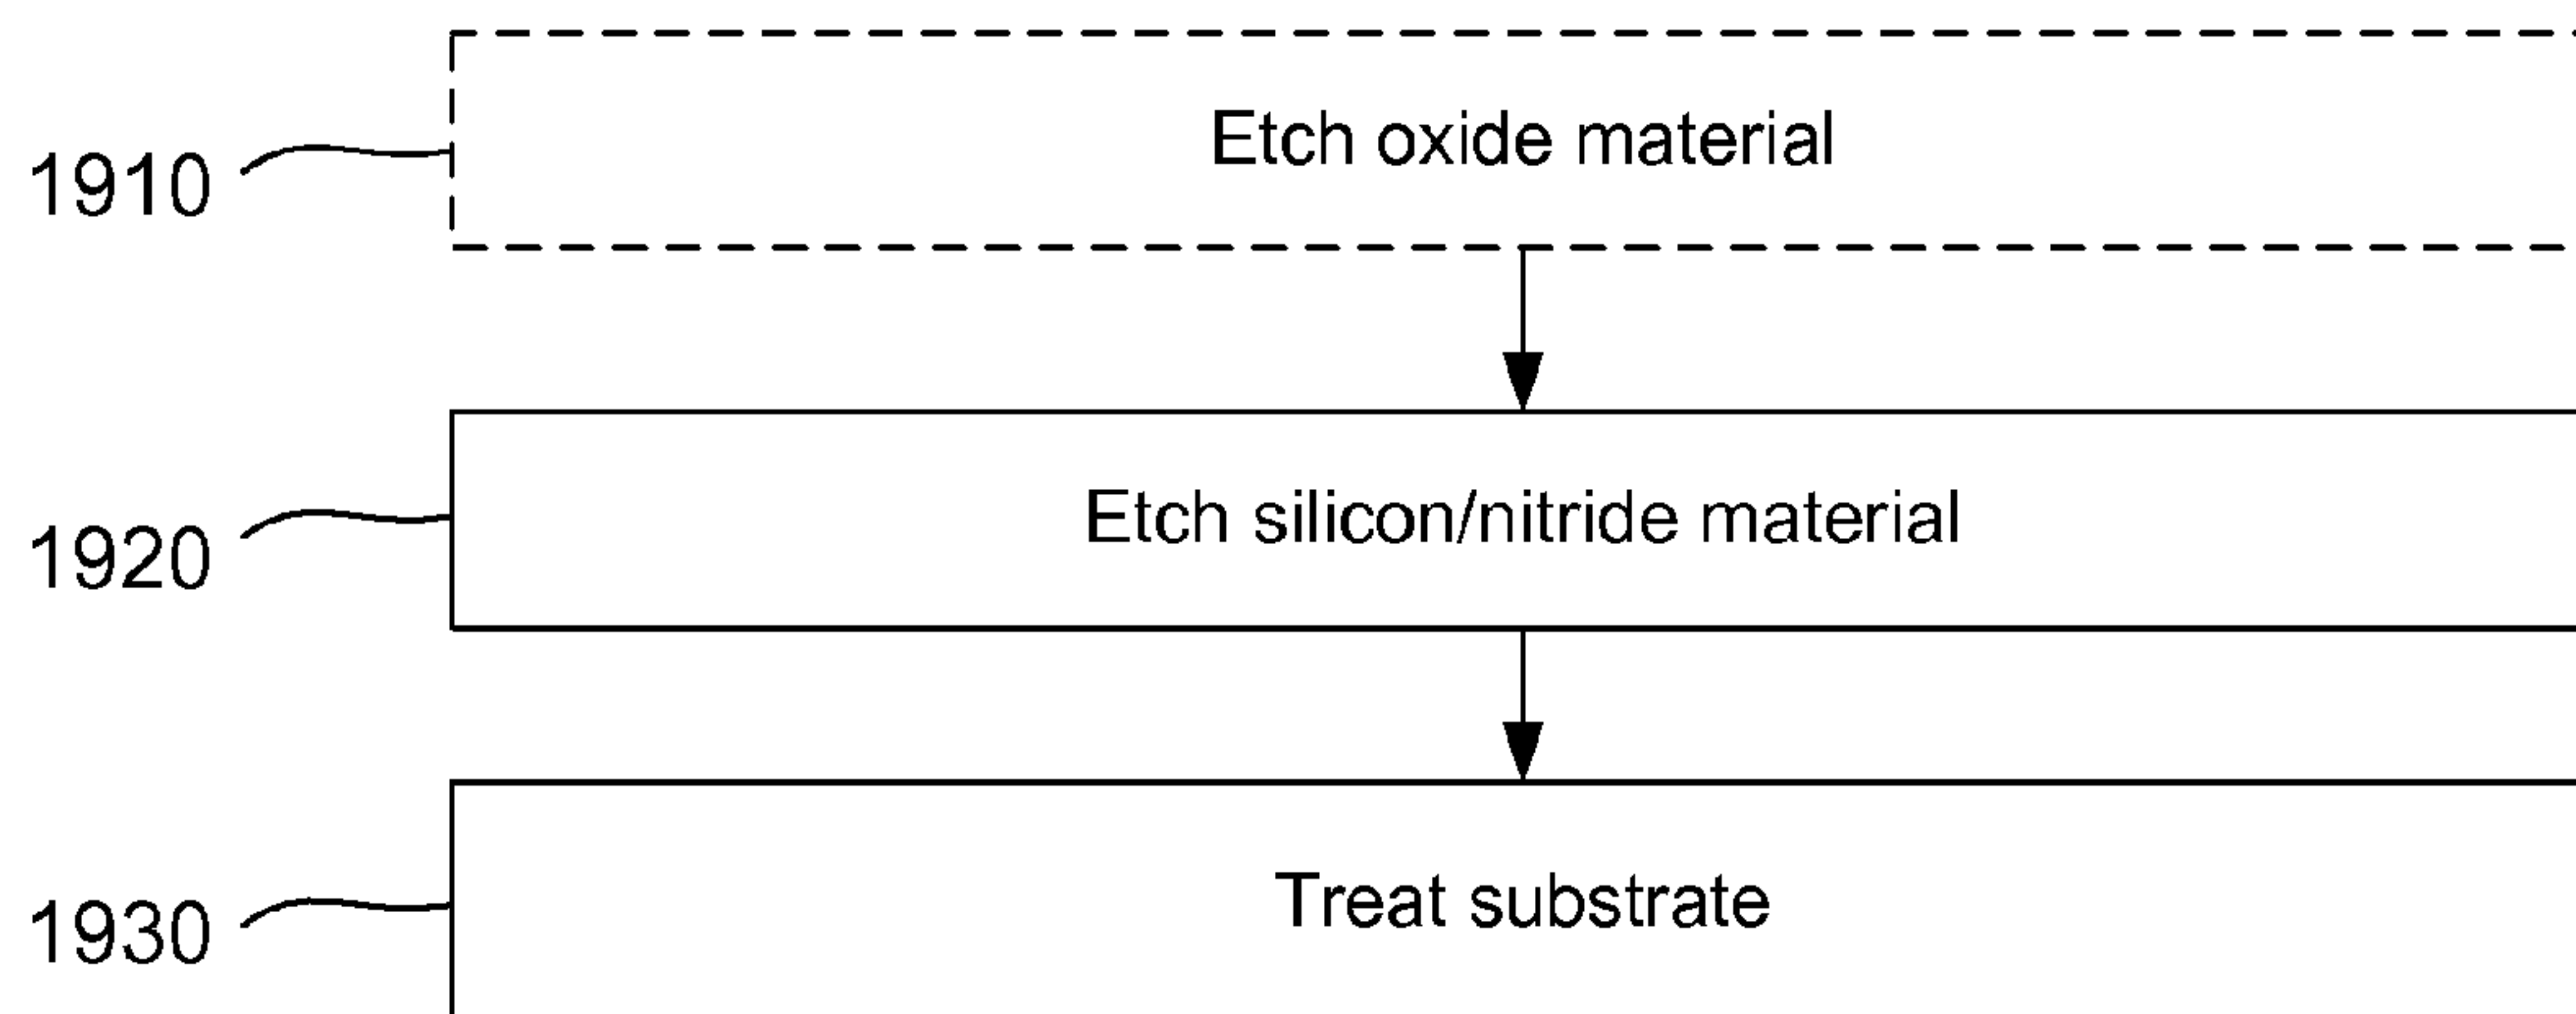 Etch oxide material
1910
Etch silicon/nitride material
1920
Treat substrate
1930